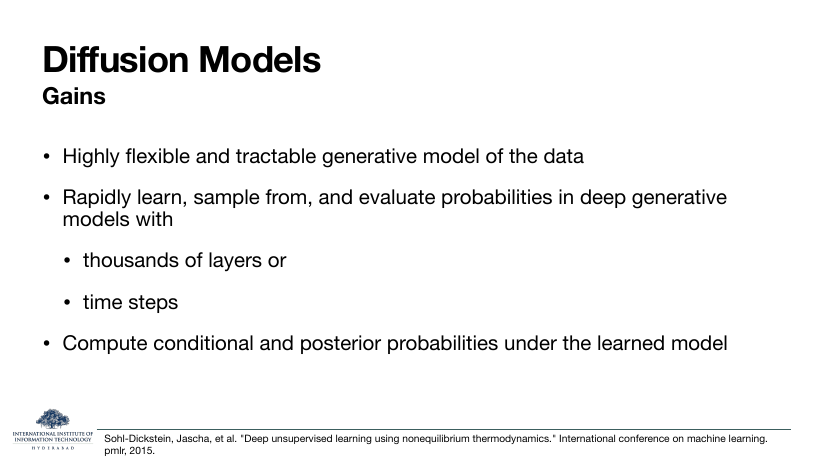 Diffusion Models
Gains
• Highly flexible and tractable generative model of the data
• Rapidly learn, sample from, and evaluate probabilities in deep generative
models with
• thousands of layers or
• time steps
• Compute conditional and posterior probabilities under the learned model
INTERNATIONAL INSTITUTE OF
INFORMATION TECHNOLOGY
HYDERABAD
Sohl-Dickstein, Jascha, et al. "Deep unsupervised learning using nonequilibrium thermodynamics." International conference on machine learning.
pmlr, 2015.